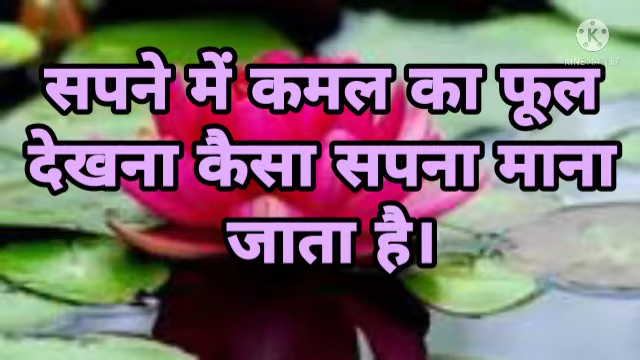 सपने में कमल का फूल
देखना कैसा सपना माना
जाता है।